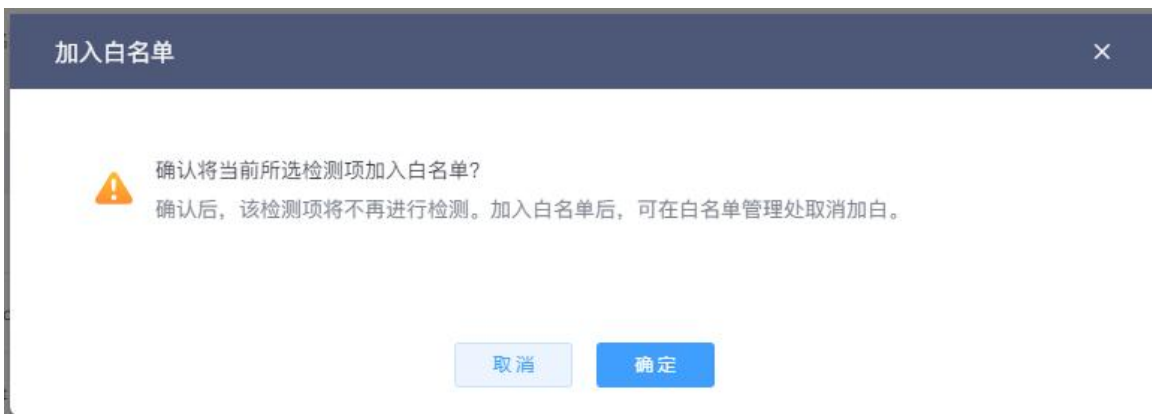 加入白名单
确认将当前所选检测项加入白名单？
确认后，该检测项将不再进行检测。加入白名单后，可在白名单管理处取消加白。
取消
确定